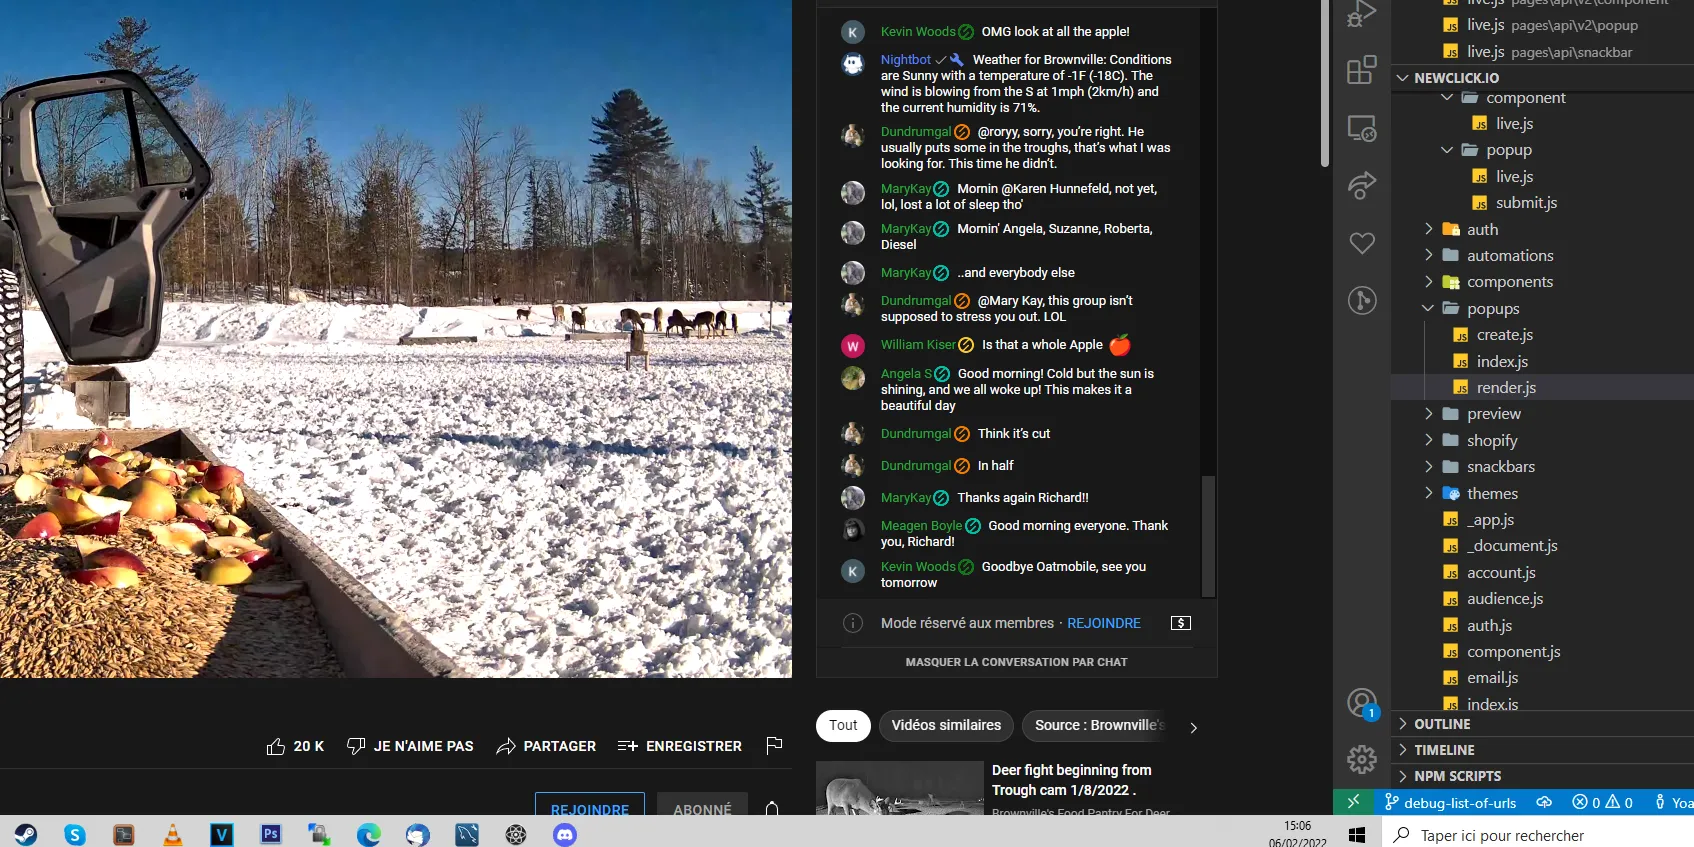 K Kevin Woods OMG look at all the apple!
Nightbot Weather for Brownville: Conditions
are Sunny with a temperature of -1F (-18C). The
wind is blowing from the S at 1mph (2km/h) and
the current humidity is 71%.
Dundrumgal @roryy, sorry, you're right. He
usually puts some in the troughs, that's what I was
looking for. This time he didn't.
MaryKay Mornin @Karen Hunnefeld, not yet,
lol, lost a lot of sleep tho'
MaryKay Mornin' Angela, Suzanne, Roberta,
Diesel
MaryKay ..and everybody else
Dundrumgal @Mary Kay, this group isn't
supposed to stress you out. LOL
W William Kiser Is that a whole Apple
Angela S Good morning! Cold but the sun is
shining, and we all woke up! This makes it a
beautiful day
Dundrumgal Think it's cut
Dundrumgal In half
MaryKay Thanks again Richard!!
Meagen Boyle Good morning everyone. Thank
you, Richard!
K Kevin Woods Goodbye Oatmobile, see you
tomorrow
Mode réservé aux membres · REJOINDRE
MASQUER LA CONVERSATION PAR CHAT
20 K JE N'AIME PAS PARTAGER ENREGISTRER
REJOINDRE ABONNÉ
Tout Vidéos similaires Source : Brownville's
Deer fight beginning from
Trough cam 1/8/2022 .
Brownville's Food Pantry For Deer
live.js pages\api\v2\component
live.js pages\api\v2\popup
live.js pages\api\snackbar
NEWCLICK.IO
component
live.js
popup
live.js
submit.js
auth
automations
components
popups
create.js
index.js
render.js
preview
shopify
snackbars
themes
_app.js
_document.js
account.js
audience.js
auth.js
component.js
email.js
index.js
OUTLINE
TIMELINE
NPM SCRIPTS
1
debug-list-of-urls 0 0 Yoa
S V Ps
15:06
06/02/2022
Taper ici pour rechercher